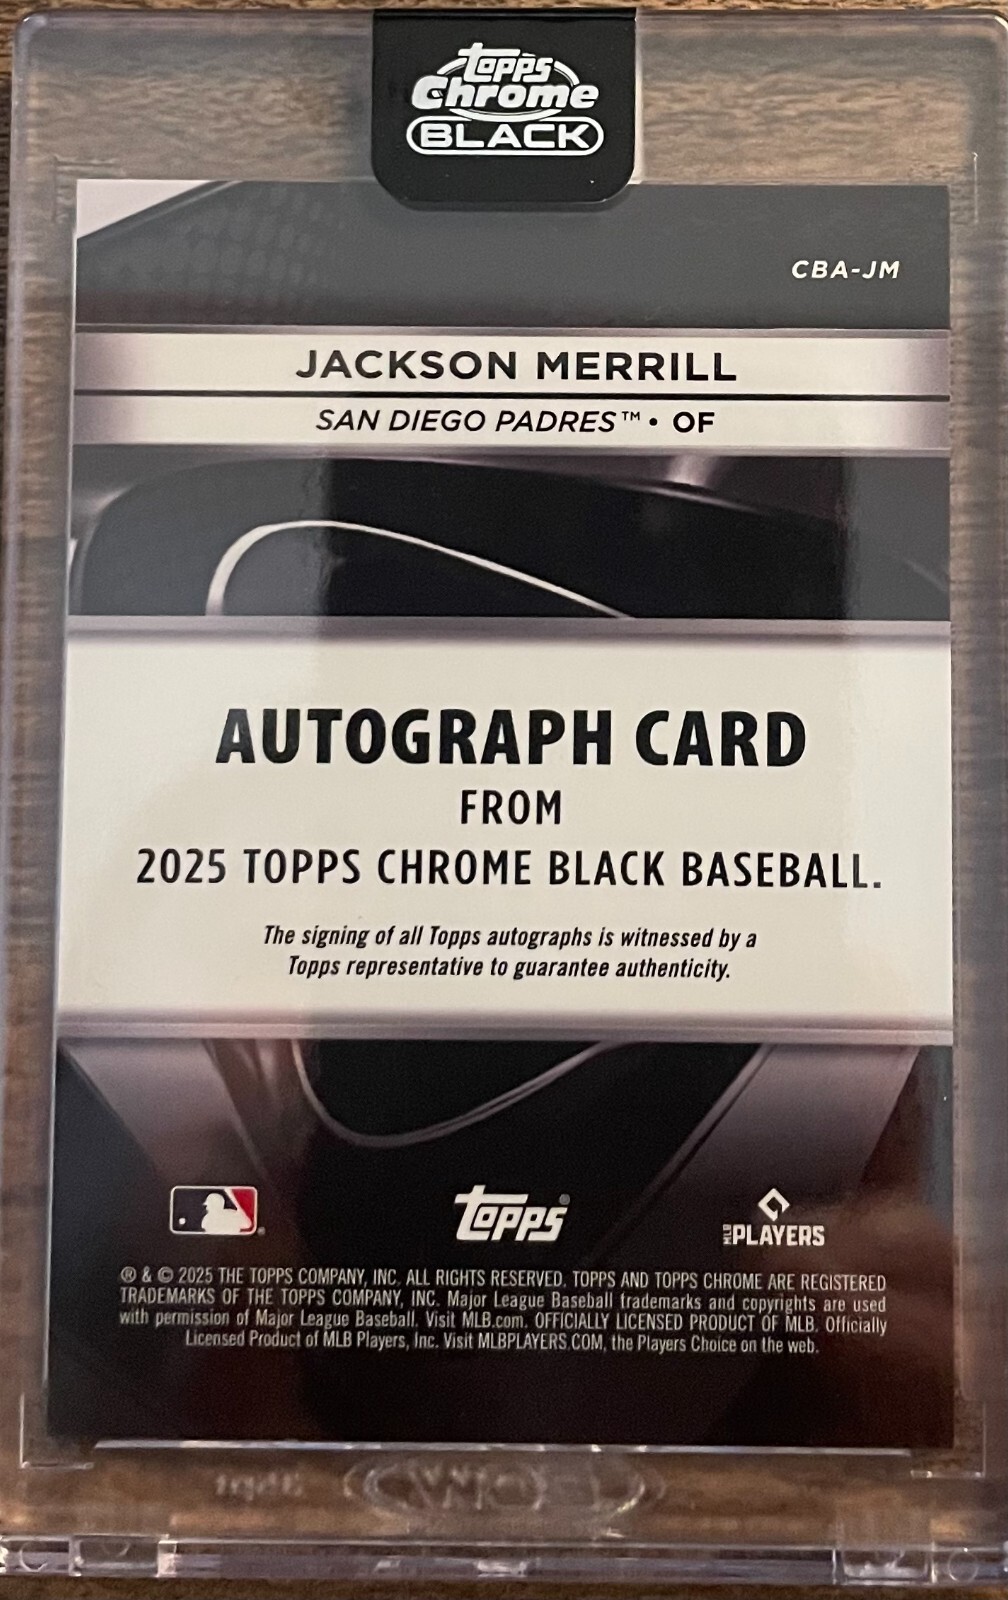 Topps
Chrome
BLACK
CBA-JM
JACKSON MERRILL
SAN DIEGO PADRES™ • OF
AUTOGRAPH CARD
FROM
2025 TOPPS CHROME BLACK BASEBALL.
The signing of all Topps autographs is witnessed by a
Topps representative to guarantee authenticity.
Topps®
MLB PLAYERS
® & © 2025 THE TOPPS COMPANY, INC. ALL RIGHTS RESERVED. TOPPS AND TOPPS CHROME ARE REGISTERED
TRADEMARKS OF THE TOPPS COMPANY, INC. Major League Baseball trademarks and copyrights are used
with permission of Major League Baseball. Visit MLB.com. OFFICIALLY LICENSED PRODUCT OF MLB. Officially
Licensed Product of MLB Players, Inc. Visit MLBPLAYERS.COM, the Players Choice on the web.